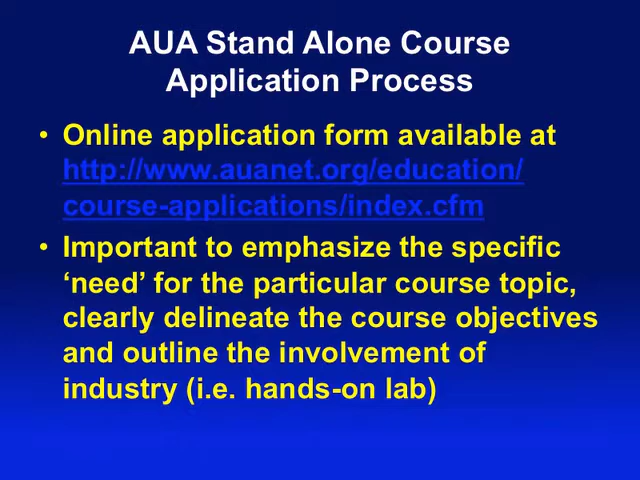 AUA Stand Alone Course
Application Process
• Online application form available at
http://www.auanet.org/education/
course-applications/index.cfm
• Important to emphasize the specific
‘need’ for the particular course topic,
clearly delineate the course objectives
and outline the involvement of
industry (i.e. hands-on lab)